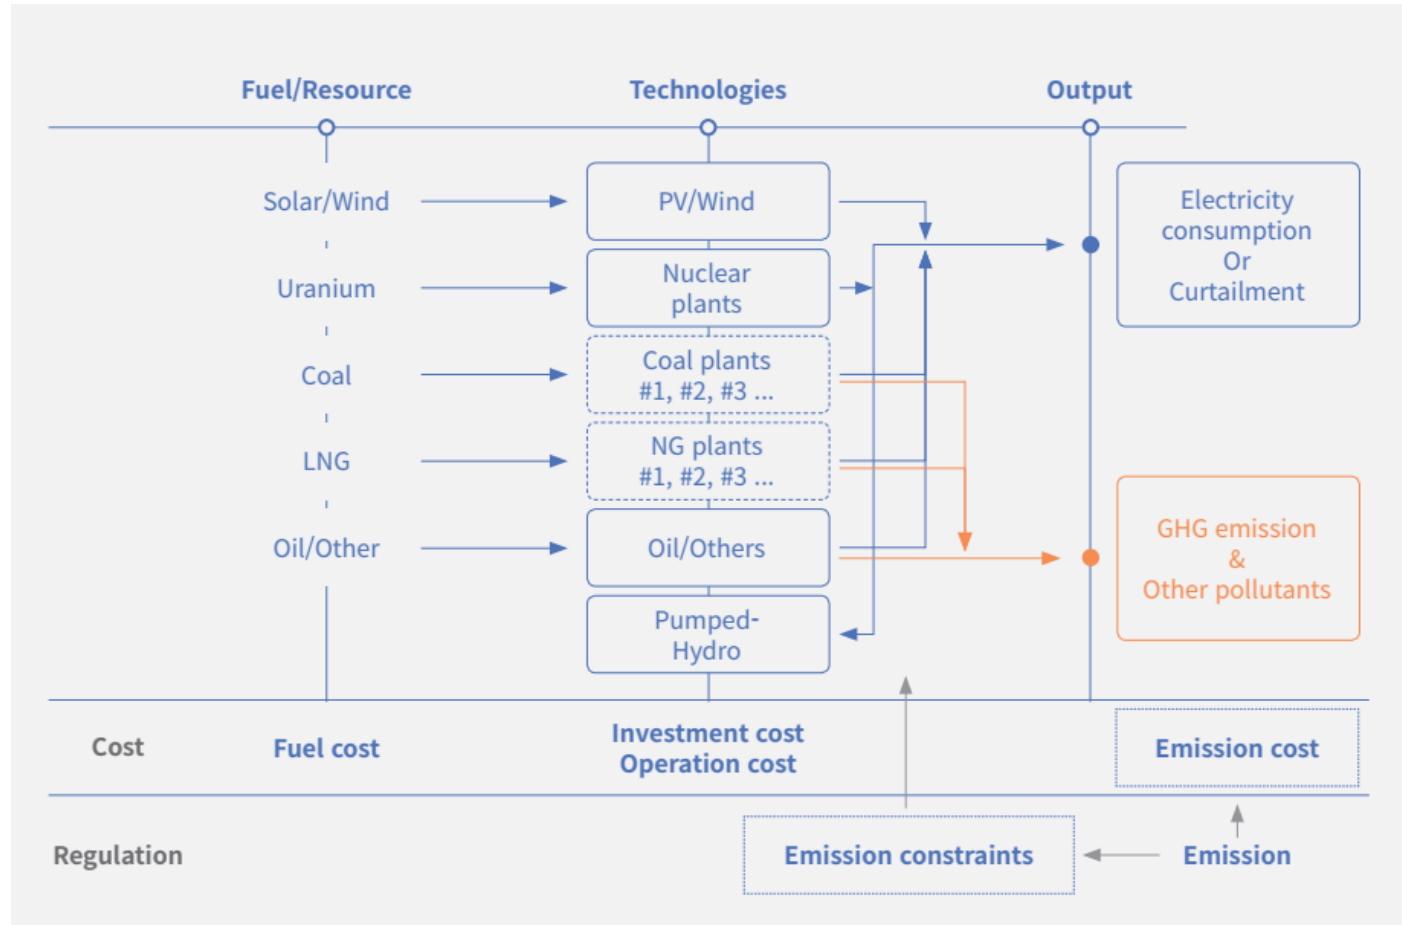 Fuel/Resource
Technologies
Output
Solar/Wind
PV/Wind
Electricity
consumption
Or
Curtailment
Uranium
Nuclear
plants
Coal
Coal plants
#1, #2, #3 ...
LNG
NG plants
#1, #2, #3 ...
Oil/Other
Oil/Others
GHG emission
&
Other pollutants
Pumped-
Hydro
Cost
Fuel cost
Investment cost
Operation cost
Emission cost
Regulation
Emission constraints
Emission